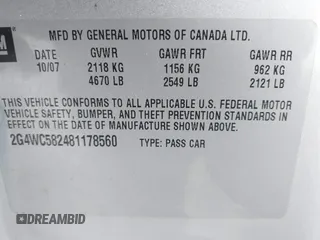 GM
MFD BY GENERAL MOTORS OF CANADA LTD.
DATE GVWR GAWR FRT GAWR RR
10/07 2118 KG 1156 KG 962 KG
4670 LB 2549 LB 2121 LB
THIS VEHICLE CONFORMS TO ALL APPLICABLE U.S. FEDERAL MOTOR
VEHICLE SAFETY, BUMPER, AND THEFT PREVENTION STANDARDS
IN EFFECT ON THE DATE OF MANUFACTURE SHOWN ABOVE.
2G4WC582481178560 TYPE: PASS CAR
DREAMBID